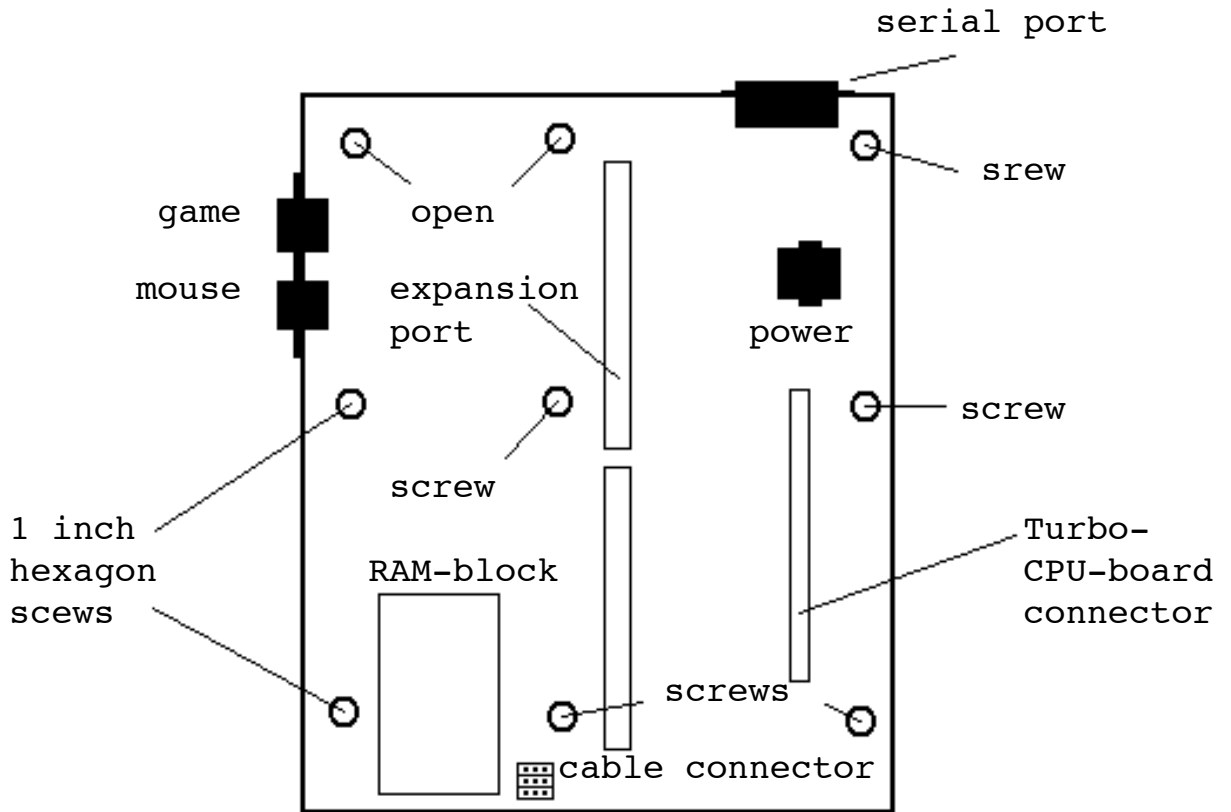 serial port
srew
game
open
mouse
expansion
port
power
screw
screw
1 inch
hexagon
scews
RAM-block
Turbo-
CPU-board
connector
screws
cable connector